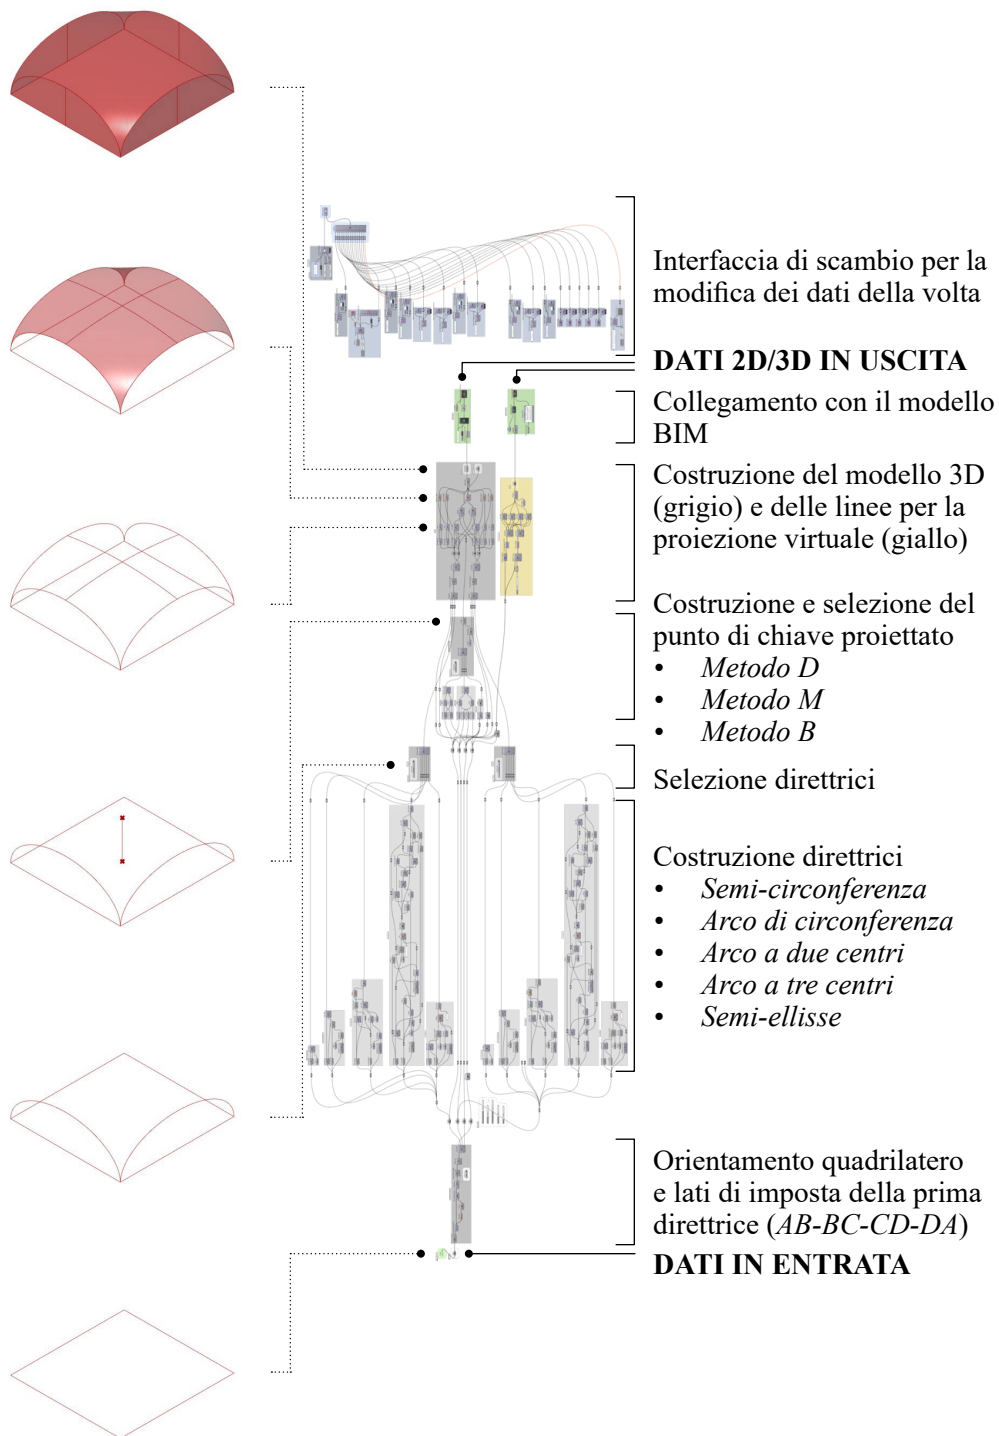 Interfaccia di scambio per la
modifica dei dati della volta
DATI 2D/3D IN USCITA
Collegamento con il modello
BIM
Costruzione del modello 3D
(grigio) e delle linee per la
proiezione virtuale (giallo)
Costruzione e selezione del
punto di chiave proiettato
• Metodo D
• Metodo M
• Metodo B
Selezione direttrici
Costruzione direttrici
• Semi-circonferenza
• Arco di circonferenza
• Arco a due centri
• Arco a tre centri
• Semi-ellisse
Orientamento quadrilatero
e lati di imposta della prima
direttrice (AB-BC-CD-DA)
DATI IN ENTRATA